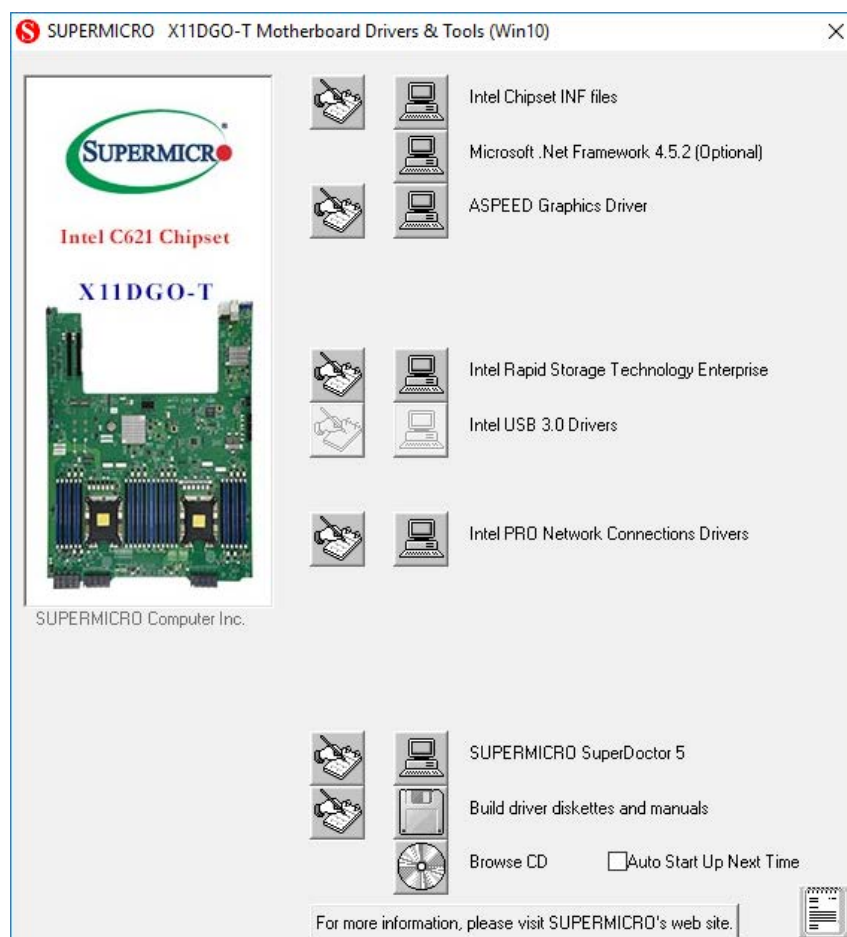 SUPERMICRO X11DGO-T Motherboard Drivers & Tools (Win10)
SUPERMICRO
Intel C621 Chipset
X11DGO-T
SUPERMICRO Computer Inc.
Intel Chipset INF files
Microsoft .Net Framework 4.5.2 (Optional)
ASPEED Graphics Driver
Intel Rapid Storage Technology Enterprise
Intel USB 3.0 Drivers
Intel PRO Network Connections Drivers
SUPERMICRO SuperDoctor 5
Build driver diskettes and manuals
Browse CD
Auto Start Up Next Time
For more information, please visit SUPERMICRO's web site.